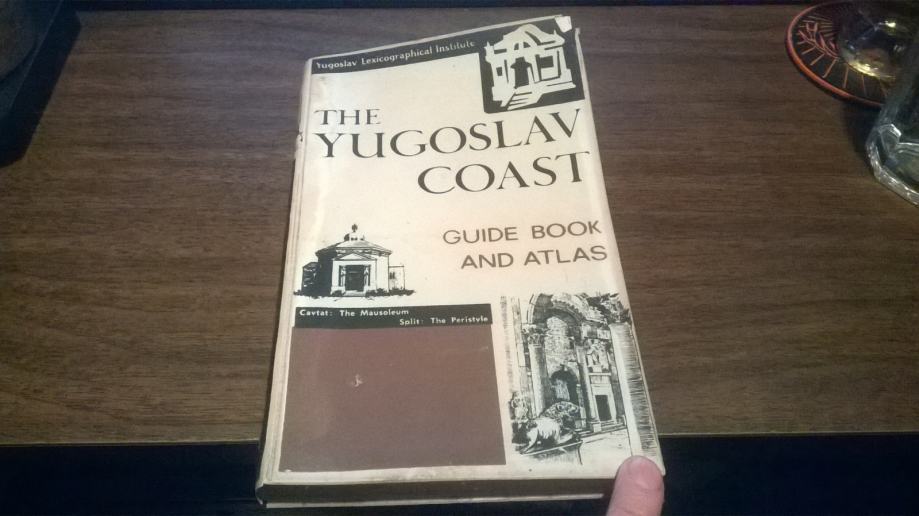 Yugoslav Lexicographical Institute
THE
YUGOSLAV
COAST
GUIDE BOOK
AND ATLAS
Cavtat: The Mausoleum
Split: The Peristyle